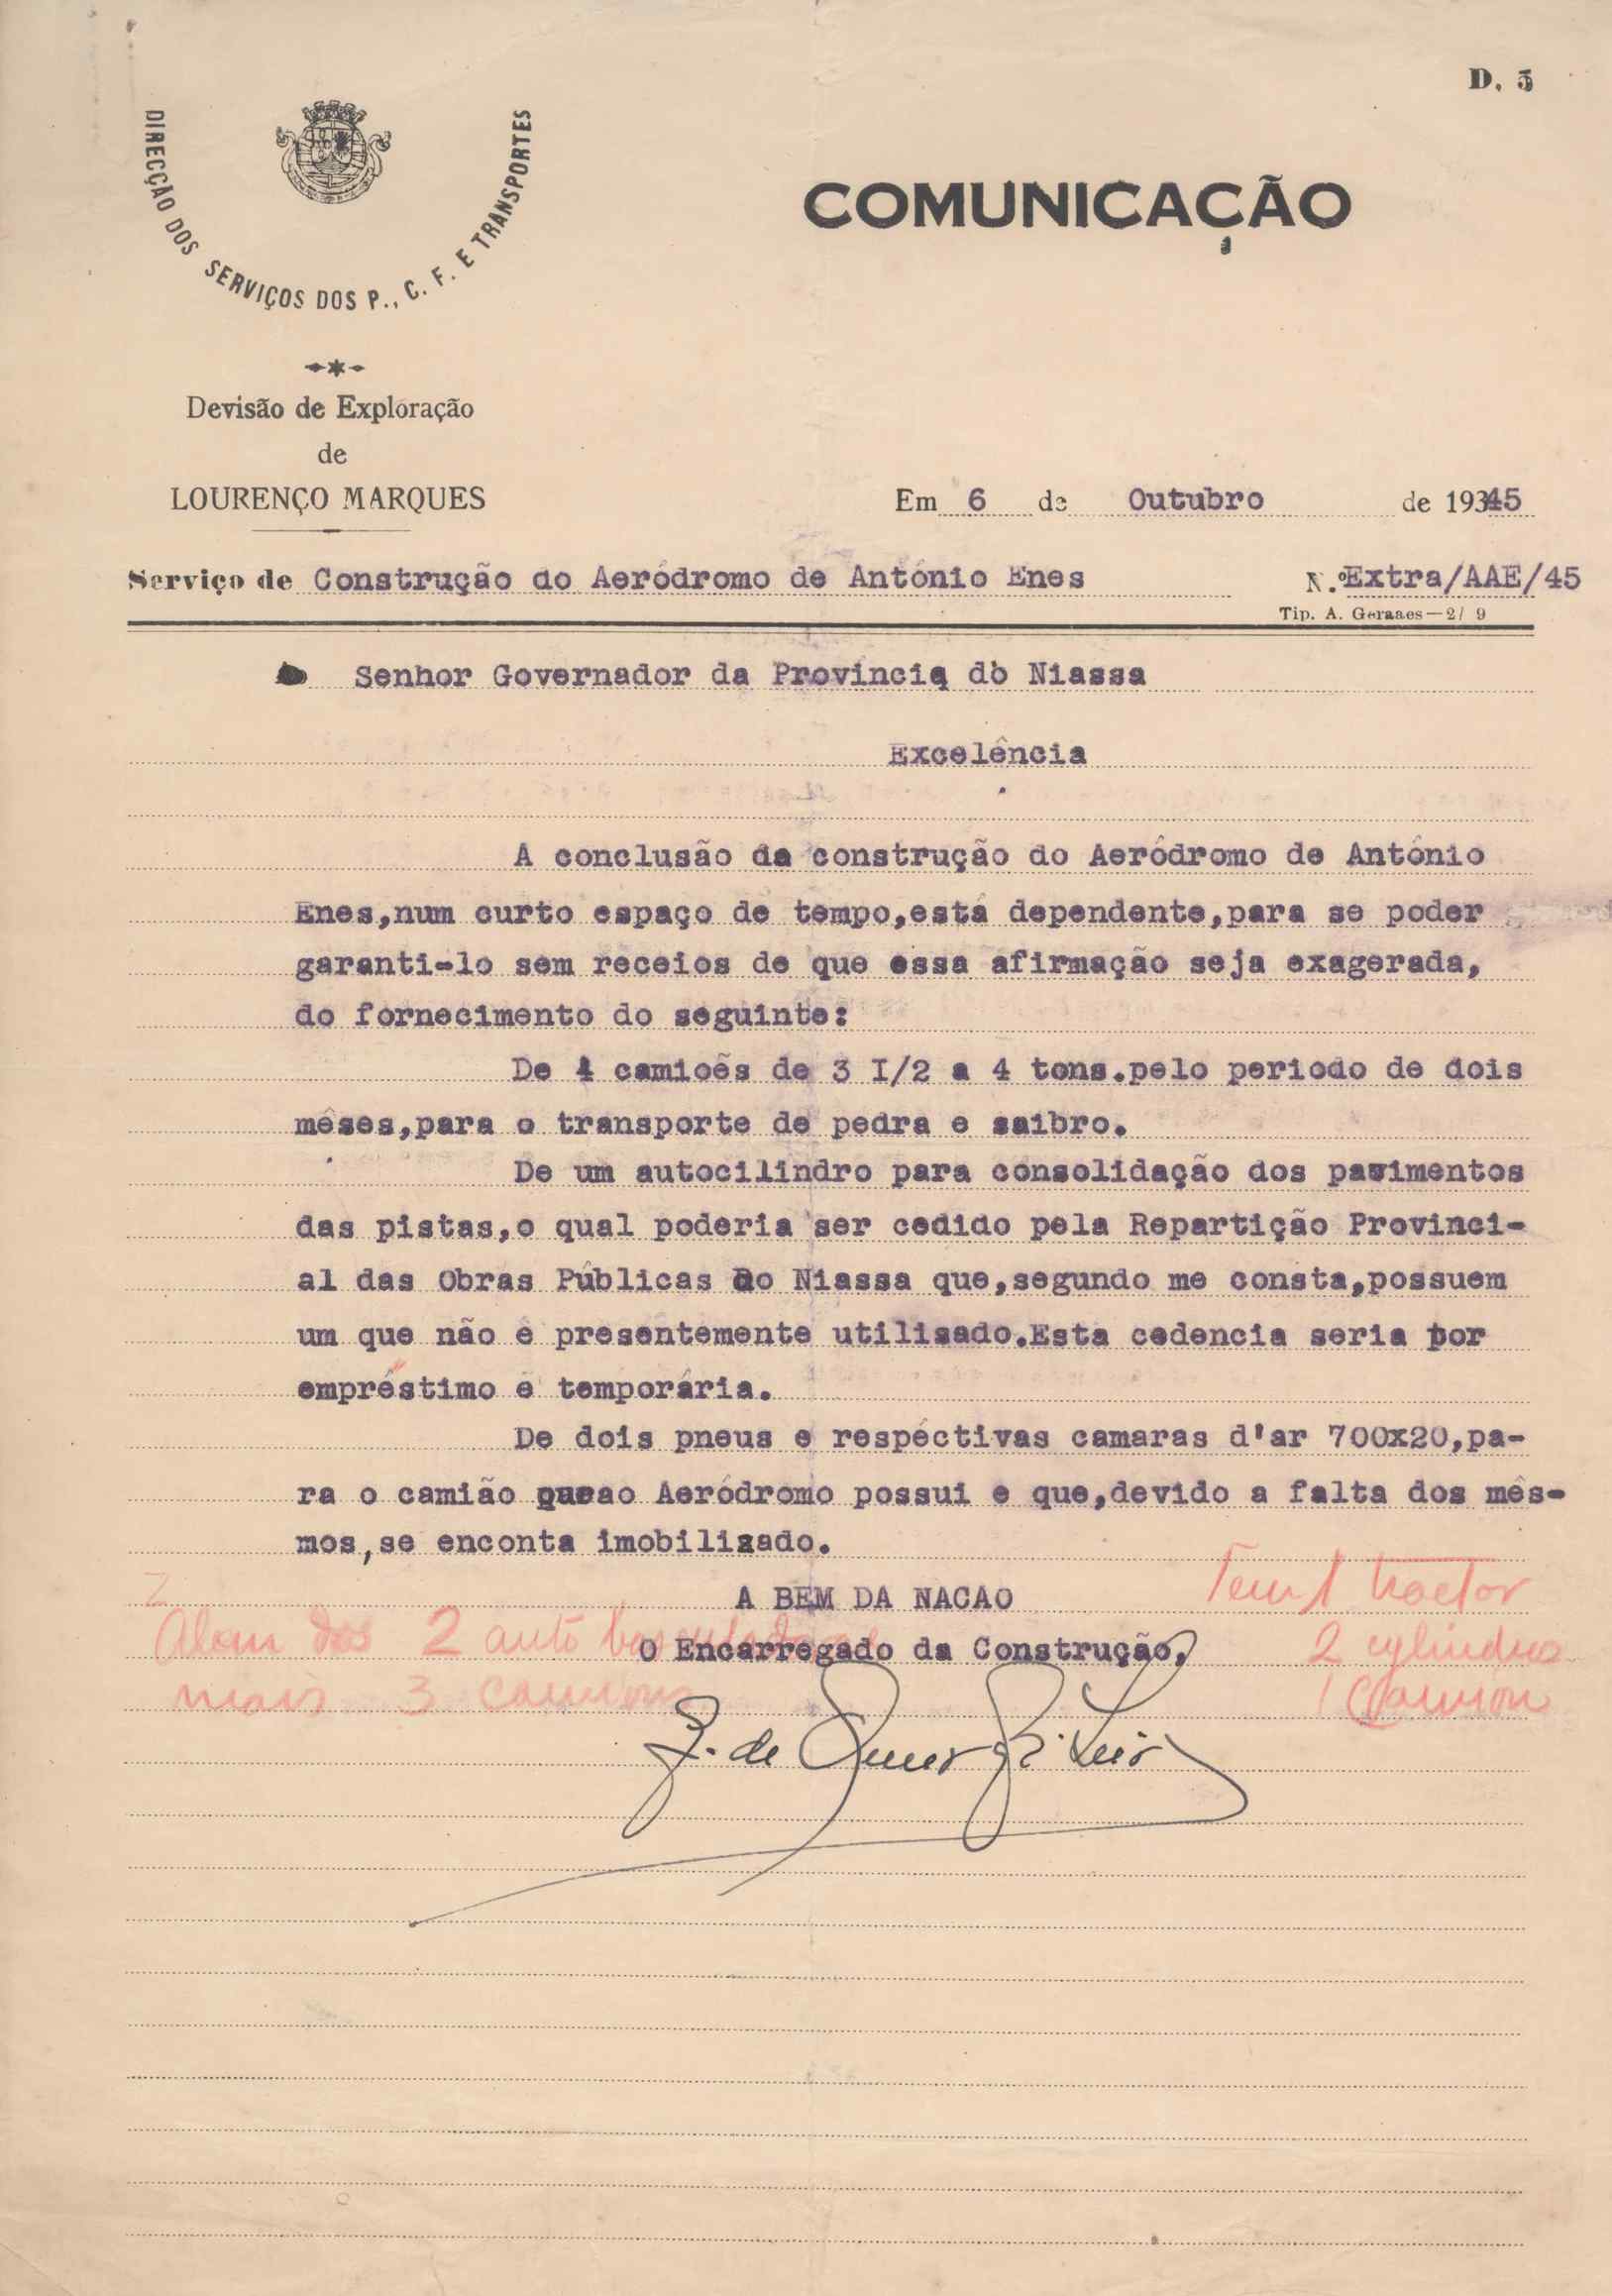 D. 5
DIRECÇÃO DOS SERVIÇOS DOS P., C. F. E TRANSPORTES
COMUNICAÇÃO
Devisão de Exploração
de
LOURENÇO MARQUES
Em 6 de Outubro de 19345
Serviço de Construção do Aeródromo de António Enes N.º Extra/AAE/45
Tip. A. Geraaes—2/ 9
Senhor Governador da Provincia do Niassa
Excelência
A conclusão da construção do Aeródromo de António
Enes,num curto espaço de tempo,está dependente,para se poder
garanti-lo sem receios de que essa afirmação seja exagerada,
do fornecimento do seguinte:
De 4 camioẽs de 3 I/2 a 4 tons.pelo periodo de dois
mêses,para o transporte de pedra e saibro.
De um autocilindro para consolidação dos pavimentos
das pistas,o qual poderia ser cedido pela Repartição Provinci-
al das Obras Públicas do Niassa que,segundo me consta,possuem
um que não é presentemente utilisado.Esta cedencia seria por
empréstimo e temporária.
De dois pneus e respéctivas camaras d'ar 700x20,pa-
ra o camião que ao Aeródromo possui e que,devido a falta dos mês-
mos,se enconta imobilizado.
A BEM DA NACAO
Tem 1 tractor
Alem dos 2 auto
O Encarregado da Construção,
2 cylindros
mais 3 camions
1 Camion